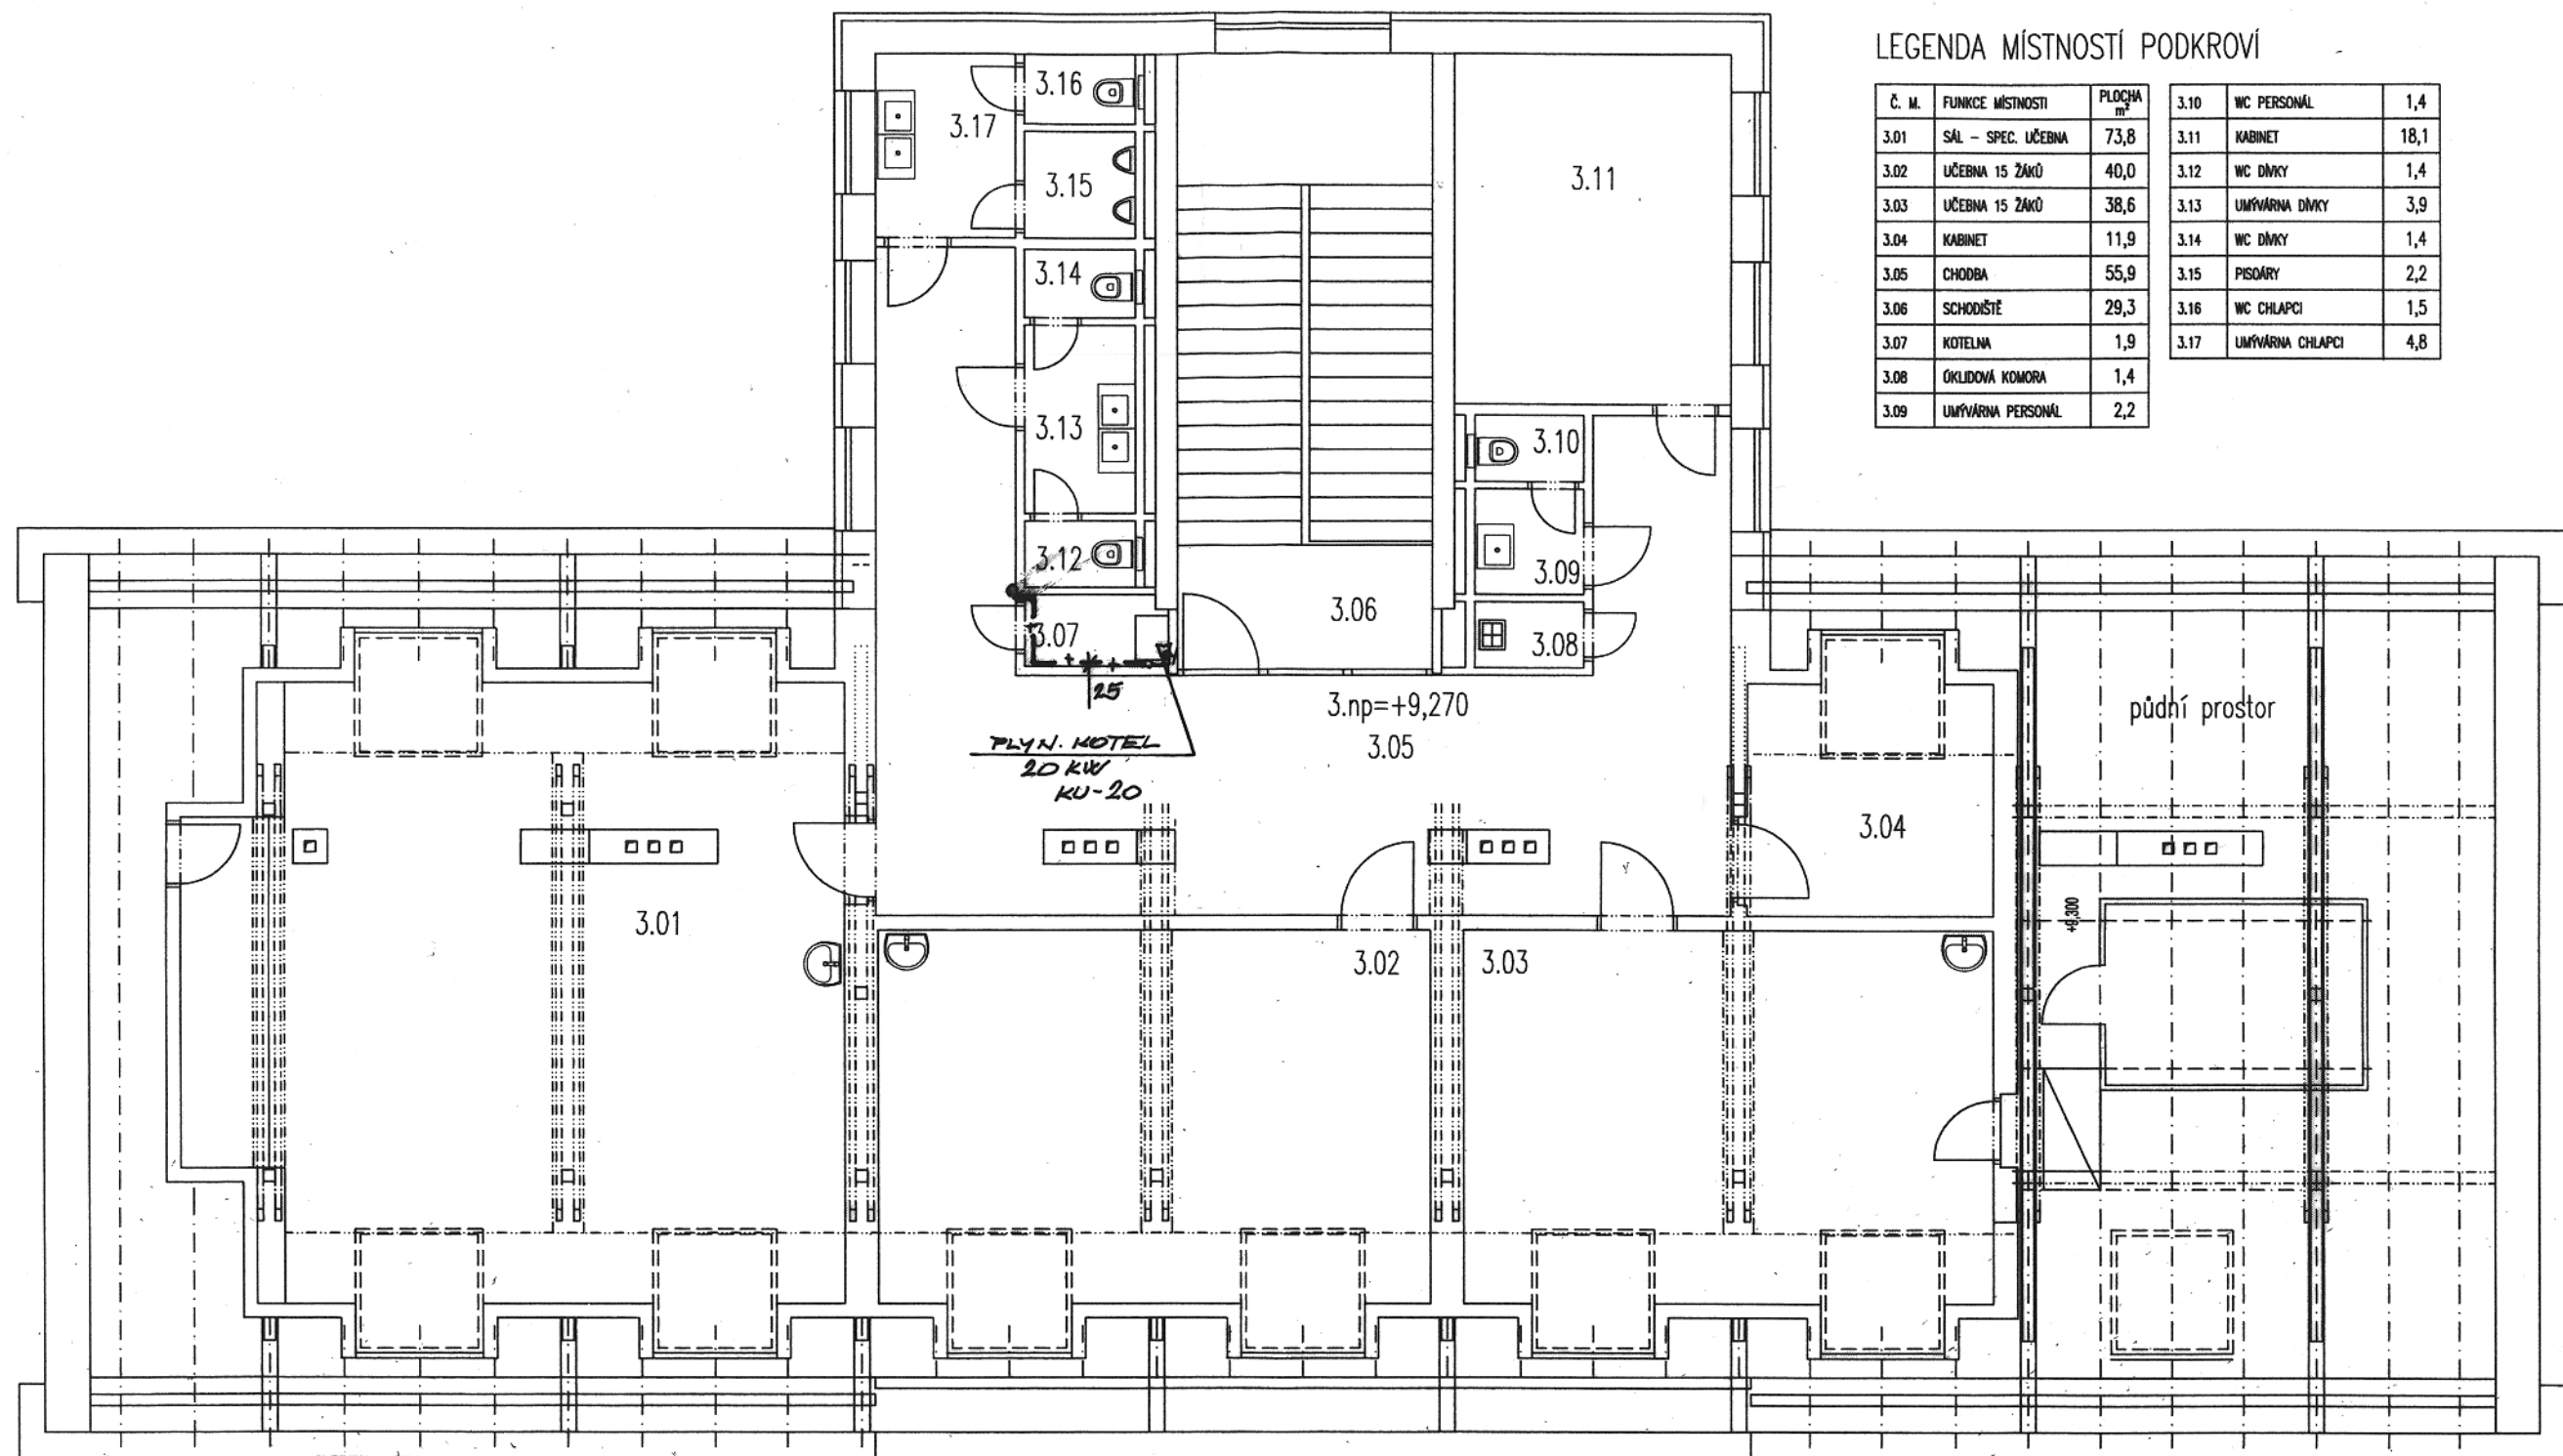 LEGENDA MÍSTNOSTÍ PODKROVÍ
Č. M. FUNKCE MÍSTNOSTI PLOCHA m²
3.01 SÁL – SPEC. UČEBNA 73,8
3.02 UČEBNA 15 ŽÁKŮ 40,0
3.03 UČEBNA 15 ŽÁKŮ 38,6
3.04 KABINET 11,9
3.05 CHODBA 55,9
3.06 SCHODIŠTĚ 29,3
3.07 KOTELNA 1,9
3.08 ÚKLIDOVÁ KOMORA 1,4
3.09 UMÝVÁRNA PERSONÁL 2,2
3.10 WC PERSONÁL 1,4
3.11 KABINET 18,1
3.12 WC DÍVKY 1,4
3.13 UMÝVÁRNA DÍVKY 3,9
3.14 WC DÍVKY 1,4
3.15 PISOÁRY 2,2
3.16 WC CHLAPCI 1,5
3.17 UMÝVÁRNA CHLAPCI 4,8
3.16
3.17
3.15
3.11
3.14
3.13
3.10
3.12
3.09
3.06
3.07
3.08
25
3.np=+9,270
3.05
půdní prostor
PLYN. KOTEL
20 KW
KU-20
3.04
3.01
+9,300
3.02
3.03